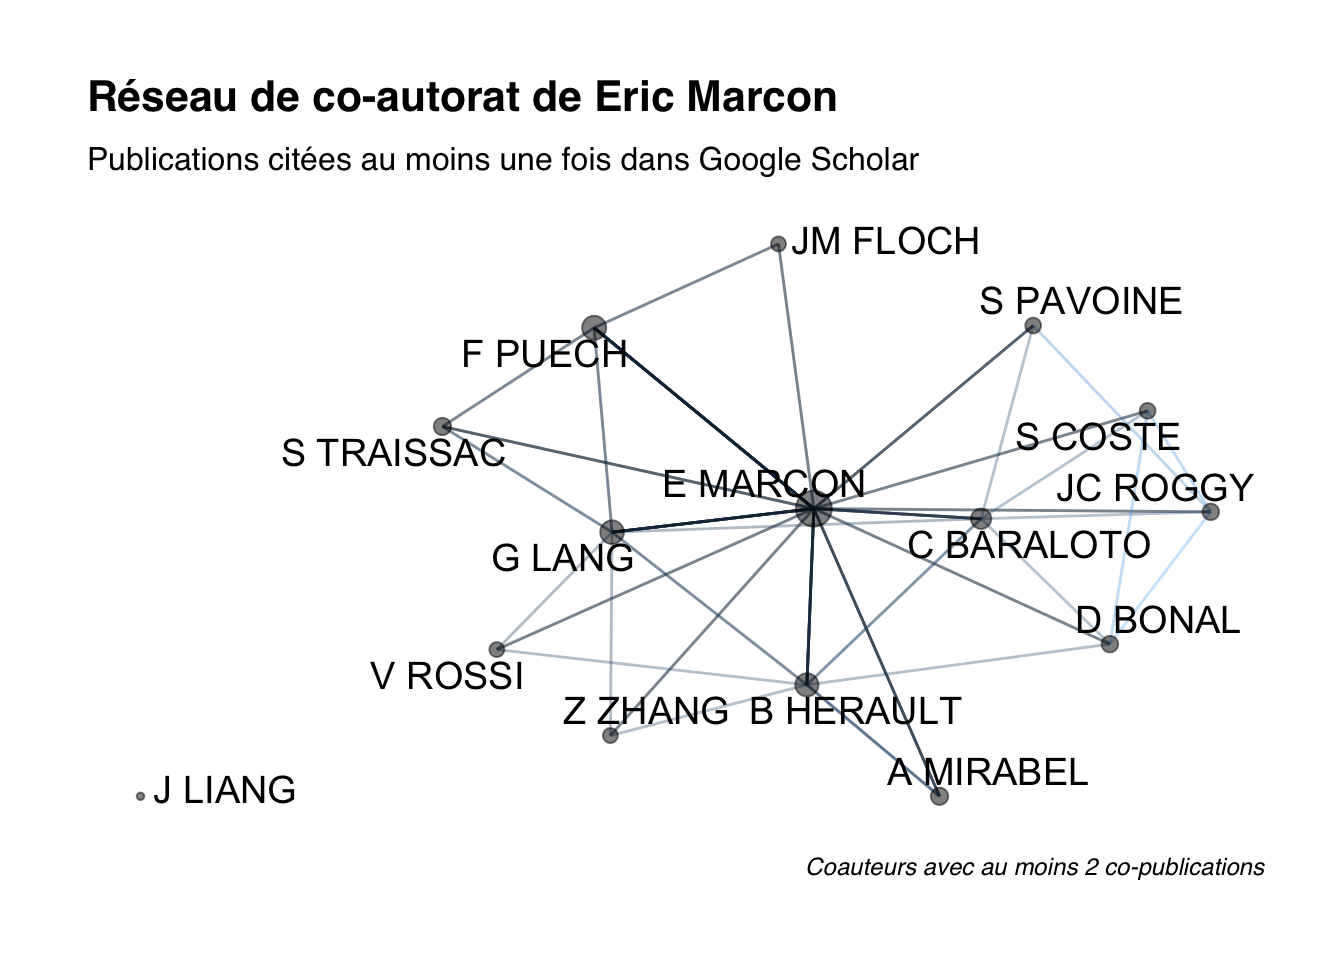 Réseau de co-autorat de Eric Marcon
Publications citées au moins une fois dans Google Scholar
JM FLOCH
S PAVOINE
F PUECH
S COSTE
S TRAISSAC
E MARCON
JC ROGGY
C BARALOTO
G LANG
D BONAL
V ROSSI
Z ZHANG
B HERAULT
A MIRABEL
J LIANG
Coauteurs avec au moins 2 co-publications